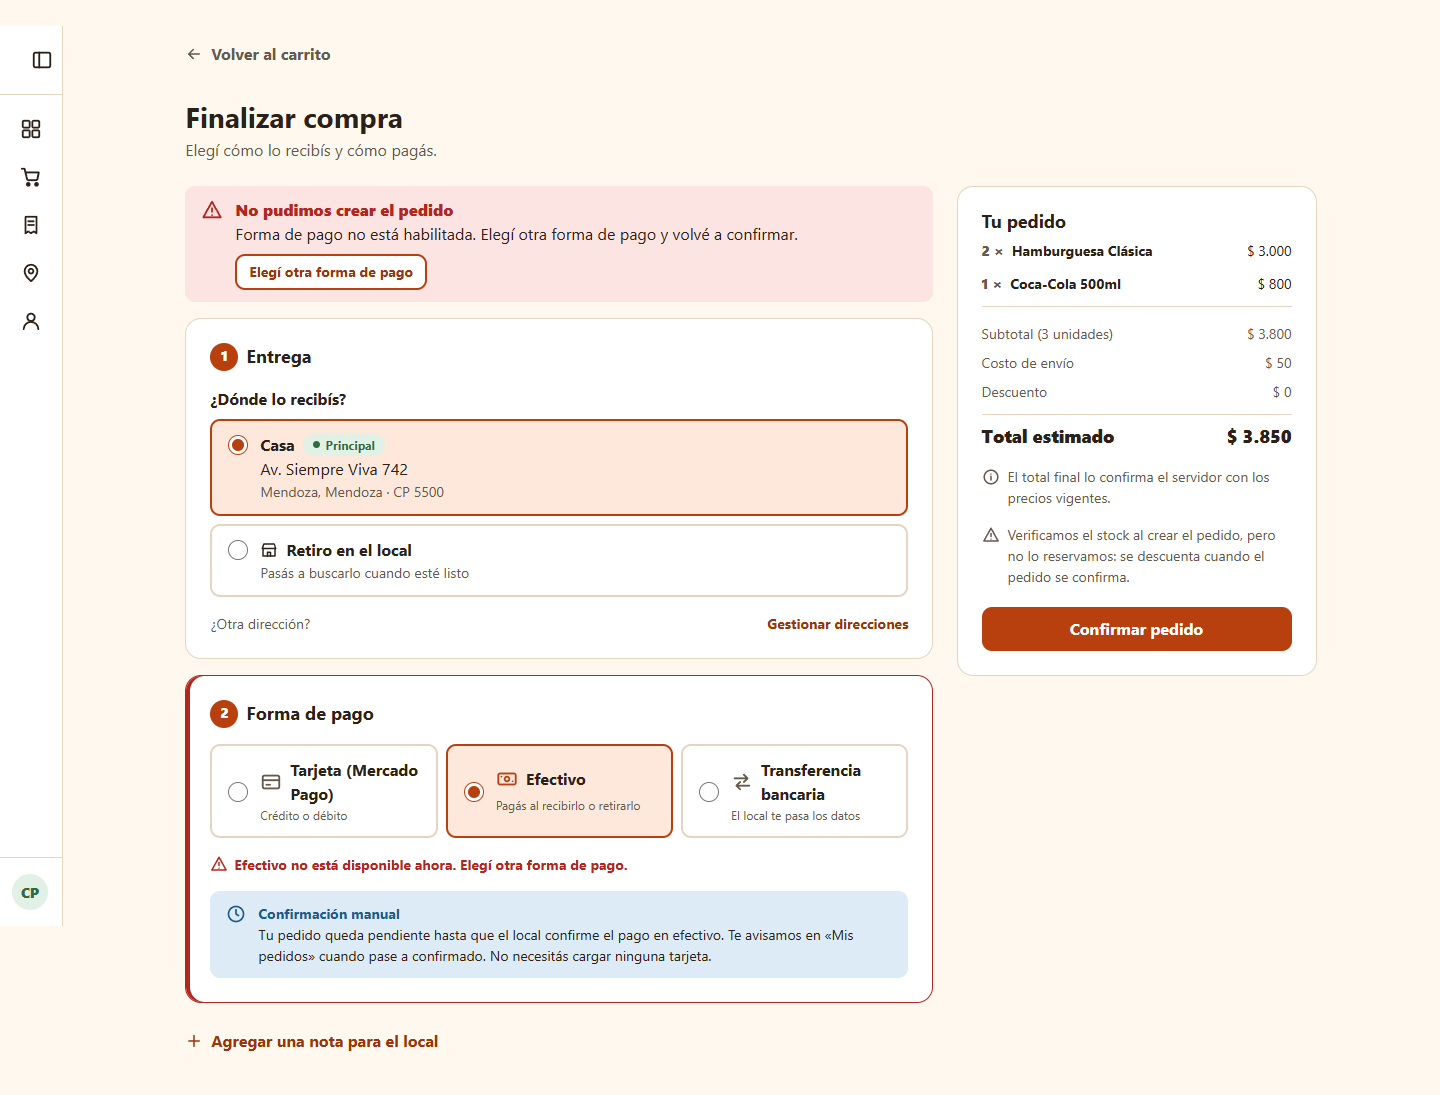 Volver al carrito
Finalizar compra
Elegí cómo lo recibís y cómo pagás.
No pudimos crear el pedido
Forma de pago no está habilitada. Elegí otra forma de pago y volvé a confirmar.
Elegí otra forma de pago
1 Entrega
¿Dónde lo recibís?
Casa Principal
Av. Siempre Viva 742
Mendoza, Mendoza · CP 5500
Retiro en el local
Pasás a buscarlo cuando esté listo
¿Otra dirección? Gestionar direcciones
2 Forma de pago
Tarjeta (Mercado
Pago)
Crédito o débito
Efectivo
Pagás al recibirlo o retirarlo
Transferencia
bancaria
El local te pasa los datos
Efectivo no está disponible ahora. Elegí otra forma de pago.
Confirmación manual
Tu pedido queda pendiente hasta que el local confirme el pago en efectivo. Te avisamos en «Mis
pedidos» cuando pase a confirmado. No necesitás cargar ninguna tarjeta.
Agregar una nota para el local
Tu pedido
2 × Hamburguesa Clásica $ 3.000
1 × Coca-Cola 500ml $ 800
Subtotal (3 unidades) $ 3.800
Costo de envío $ 50
Descuento $ 0
Total estimado $ 3.850
El total final lo confirma el servidor con los
precios vigentes.
Verificamos el stock al crear el pedido, pero
no lo reservamos: se descuenta cuando el
pedido se confirma.
Confirmar pedido
CP